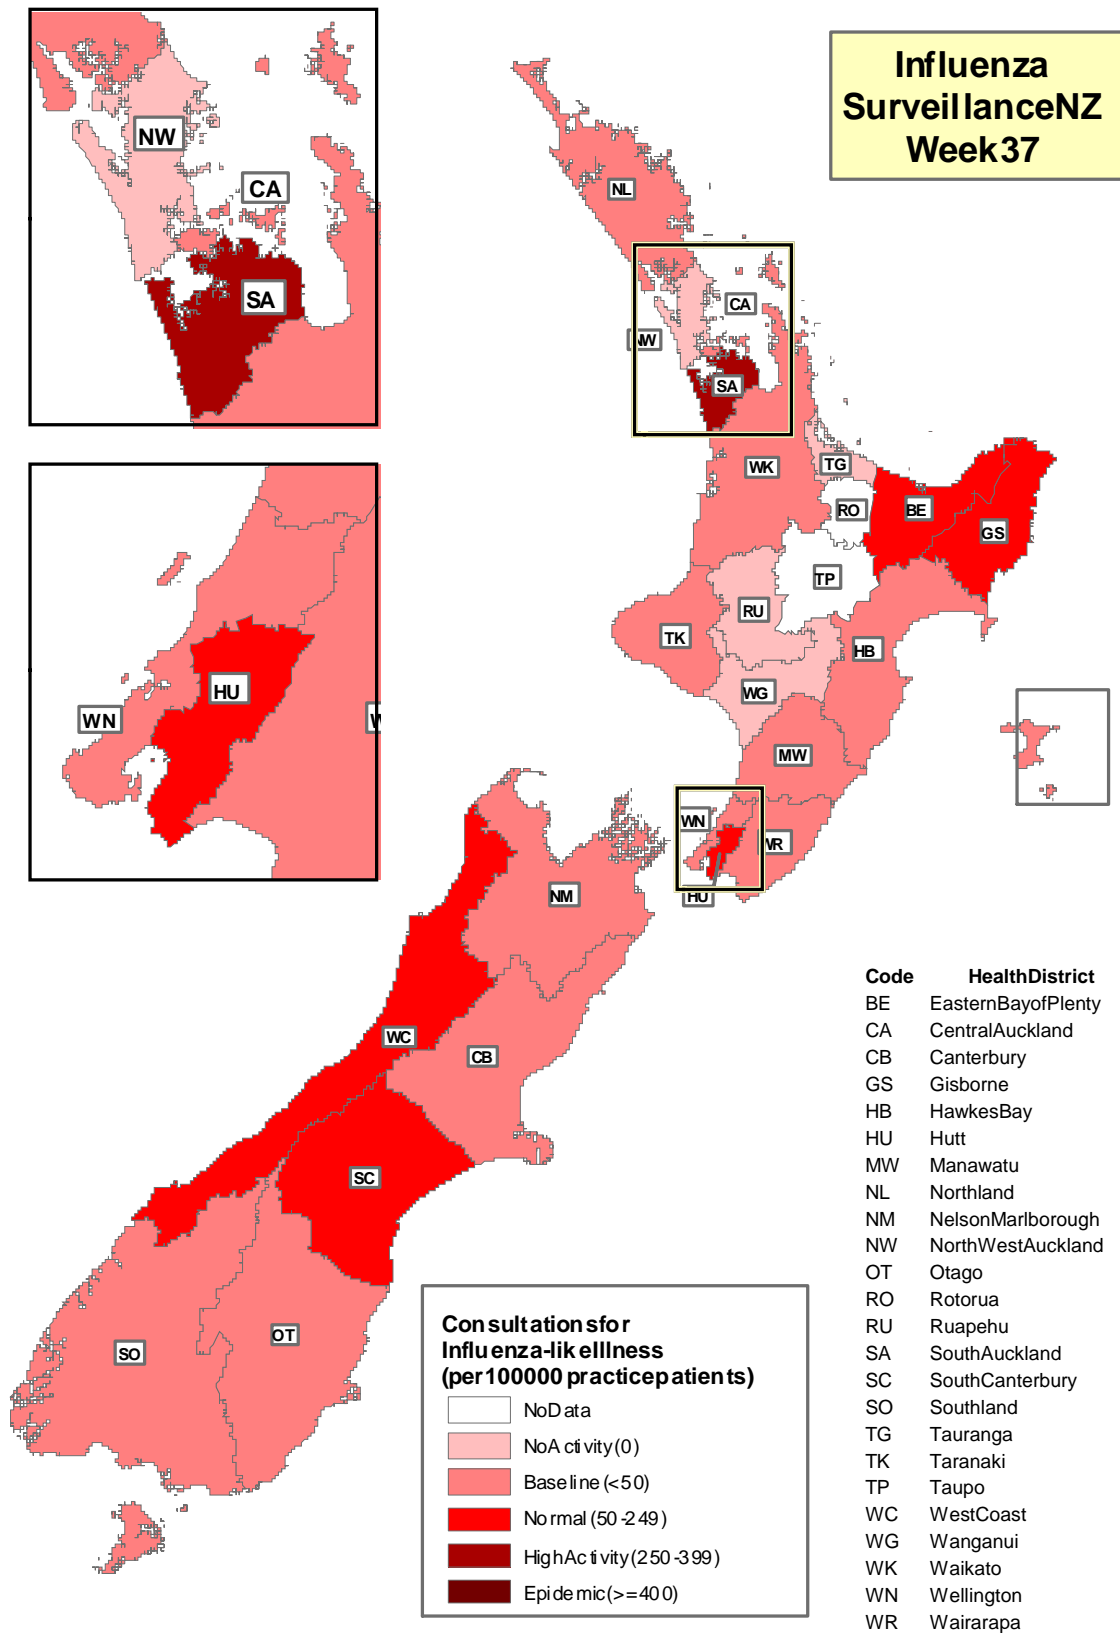 Influenza
SurveillanceNZ
Week37
NW
CA
SA
NL
CA
NW
SA
WK
TG
RO
BE
GS
TP
RU
TK
HB
WG
MW
HU
WN
W
WN
WR
HU
NM
WC
CB
SC
OT
SO
Consultationsfor
Influenza-likeIllness
(per100000practicepatients)
NoData
NoActivity(0)
Baseline(<50)
Normal(50-249)
HighActivity(250-399)
Epidemic(>=400)
Code HealthDistrict
BE EasternBayofPlenty
CA CentralAuckland
CB Canterbury
GS Gisborne
HB HawkesBay
HU Hutt
MW Manawatu
NL Northland
NM NelsonMarlborough
NW NorthWestAuckland
OT Otago
RO Rotorua
RU Ruapehu
SA SouthAuckland
SC SouthCanterbury
SO Southland
TG Tauranga
TK Taranaki
TP Taupo
WC WestCoast
WG Wanganui
WK Waikato
WN Wellington
WR Wairarapa